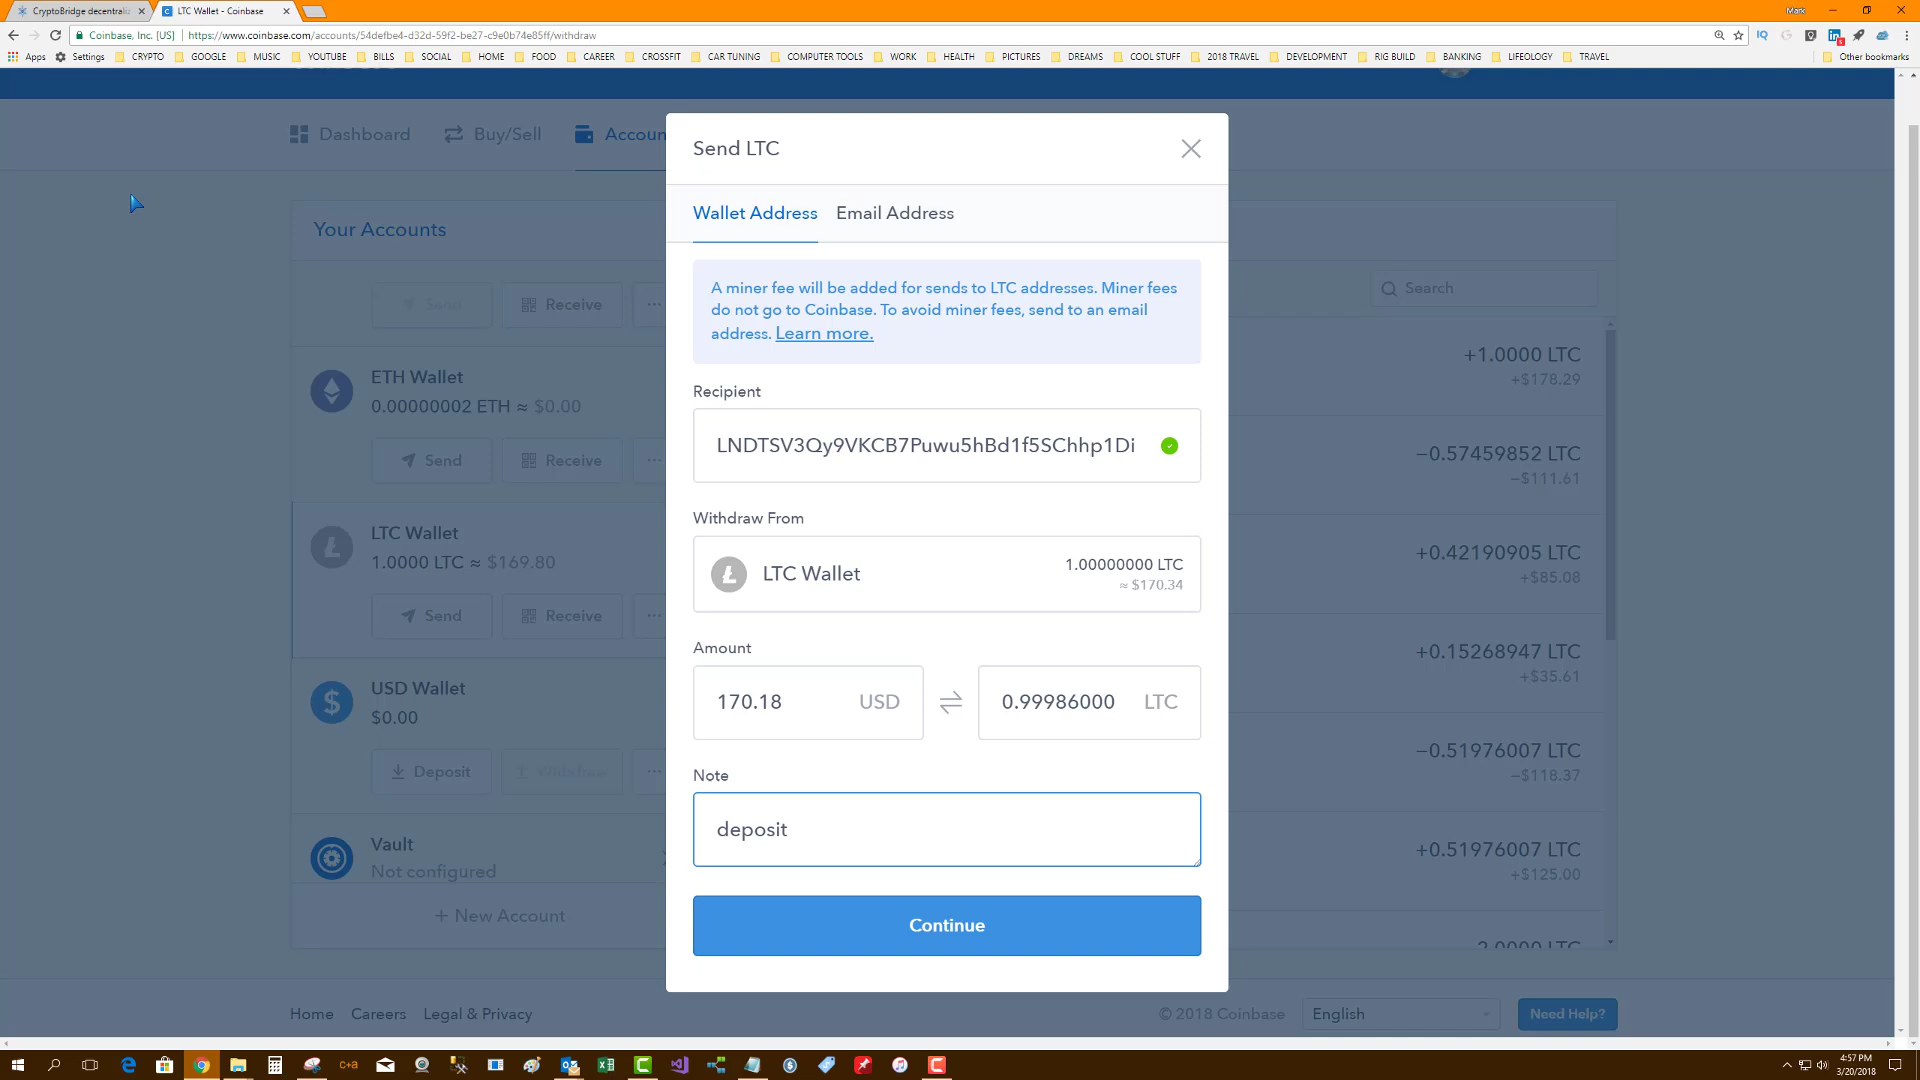 CryptoBridge decentraliz
LTC Wallet - Coinbase
Mark
Coinbase, Inc. [US]
https://www.coinbase.com/accounts/54defbe4-d32d-59f2-be27-c9e0b74e85ff/withdraw
Apps Settings CRYPTO GOOGLE MUSIC YOUTUBE BILLS SOCIAL HOME FOOD CAREER CROSSFIT CAR TUNING COMPUTER TOOLS WORK HEALTH PICTURES DREAMS COOL STUFF 2018 TRAVEL DEVELOPMENT RIG BUILD BANKING LIFEOLOGY TRAVEL Other bookmarks
Dashboard Buy/Sell Accoun
Your Accounts
Send Receive
ETH Wallet
0.00000002 ETH ≈ $0.00
Send Receive
LTC Wallet
1.0000 LTC ≈ $169.80
Send Receive
USD Wallet
$0.00
Deposit Withdraw
Vault
Not configured
+ New Account
Send LTC
Wallet Address Email Address
A miner fee will be added for sends to LTC addresses. Miner fees
do not go to Coinbase. To avoid miner fees, send to an email
address. Learn more.
Recipient
LNDTSV3Qy9VKCB7Puwu5hBd1f5SChhp1Di
Withdraw From
LTC Wallet
1.00000000 LTC
≈ $170.34
Amount
170.18 USD
0.99986000 LTC
Note
deposit
Continue
Search
+1.0000 LTC
+$178.29
−0.57459852 LTC
−$111.61
+0.42190905 LTC
+$85.08
+0.15268947 LTC
+$35.61
−0.51976007 LTC
−$118.37
+0.51976007 LTC
+$125.00
Home Careers Legal & Privacy
© 2018 Coinbase
English
Need Help?
c+a
4:57 PM
3/20/2018